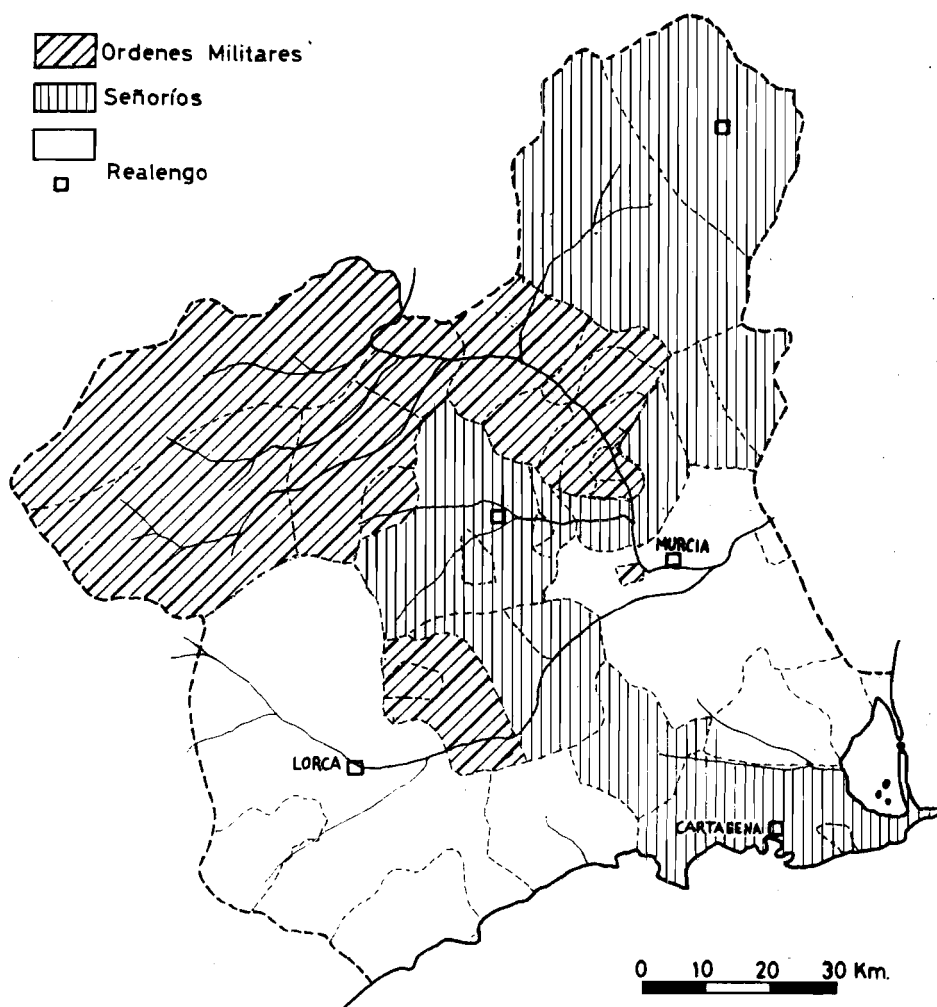 Ordenes Militares
Señoríos
Realengo
MURCIA
LORCA
CARTAGENA
0 10 20 30 Km.